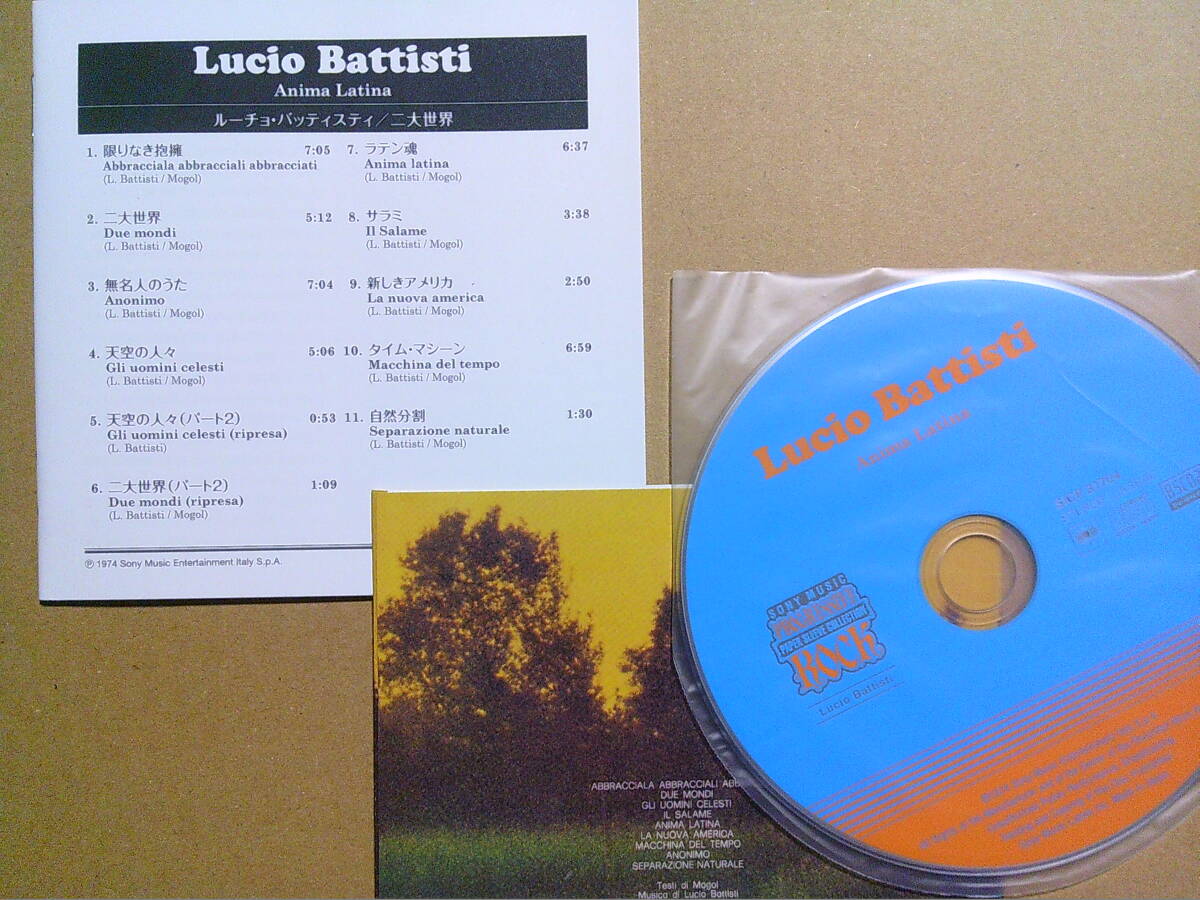 Lucio Battisti
Anima Latina
ルーチョ・バッティスティ／二大世界
1. 限りなき抱擁 7:05
Abbracciala abbracciali abbracciati
(L. Battisti / Mogol)
2. 二大世界 5:12
Due mondi
(L. Battisti / Mogol)
3. 無名人のうた 7:04
Anonimo
(L. Battisti / Mogol)
4. 天空の人々 5:06
Gli uomini celesti
(L. Battisti / Mogol)
5. 天空の人々(パート2) 0:53
Gli uomini celesti (ripresa)
(L. Battisti)
6. 二大世界(パート2) 1:09
Due mondi (ripresa)
(L. Battisti / Mogol)
7. ラテン魂 6:37
Anima latina
(L. Battisti / Mogol)
8. サラミ 3:38
Il Salame
(L. Battisti / Mogol)
9. 新しきアメリカ 2:50
La nuova america
(L. Battisti / Mogol)
10. タイム・マシーン 6:59
Macchina del tempo
(L. Battisti / Mogol)
11. 自然分割 1:30
Separazione naturale
(L. Battisti / Mogol)
℗ 1974 Sony Music Entertainment Italy S.p.A.
Lucio Battisti
Anima Latina
SONY MUSIC
PROGRESSIVE
PAPER SLEEVE COLLECTION
ROCK
Lucio Battisti
ABBRACCIALA ABBRACCIALI ABB
DUE MONDI
GLI UOMINI CELESTI
IL SALAME
ANIMA LATINA
LA NUOVA AMERICA
MACCHINA DEL TEMPO
ANONIMO
SEPARAZIONE NATURALE
Testi di Mogol
Musico di Lucio Battisti